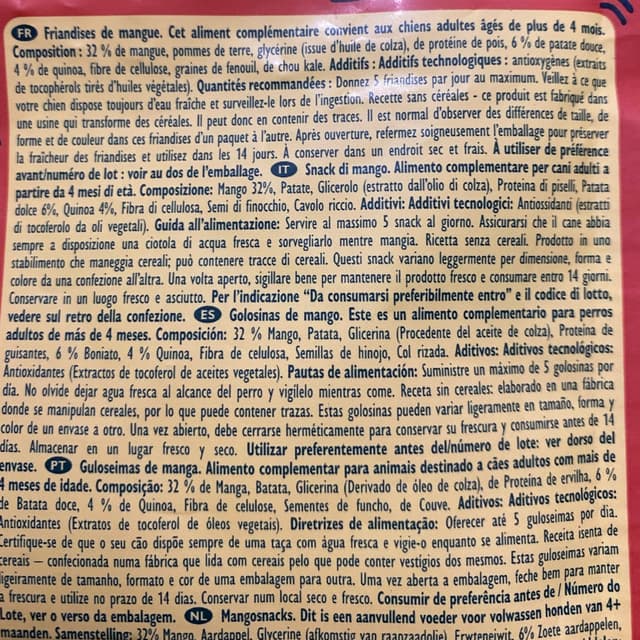 FR Friandises de mangue. Cet aliment complémentaire convient aux chiens adultes âgés de plus de 4 mois.
Composition : 32 % de mangue, pommes de terre, glycérine (issue d'huile de colza), de protéine de pois, 6 % de patate douce,
4 % de quinoa, fibre de cellulose, graines de fenouil, de chou kale. Additifs : Additifs technologiques : antioxygènes (extraits
de tocophérols tirés d'huiles végétales). Quantités recommandées : Donnez 5 friandises par jour au maximum. Veillez à ce que
votre chien dispose toujours d'eau fraîche et surveillez-le lors de l'ingestion. Recette sans céréales - ce produit est fabriqué dans
une usine qui transforme des céréales. Il peut donc en contenir des traces. Il est normal d'observer des différences de taille, de
forme et de couleur dans ces friandises d'un paquet à l'autre. Après ouverture, refermez soigneusement l'emballage pour préserver
la fraîcheur des friandises et utilisez dans les 14 jours. À conserver dans un endroit sec et frais. À utiliser de préférence
avant/numéro de lot : voir au dos de l'emballage. IT Snack di mango. Alimento complementare per cani adulti a
partire da 4 mesi di età. Composizione: Mango 32%, Patate, Glicerolo (estratto dall'olio di colza), Proteina di piselli, Patata
dolce 6%, Quinoa 4%, Fibra di cellulosa, Semi di finocchio, Cavolo riccio. Additivi: Additivi tecnologici: Antiossidanti (estratti
di tocoferolo da oli vegetali). Guida all'alimentazione: Servire al massimo 5 snack al giorno. Assicurarsi che il cane abbia
sempre a disposizione una ciotola di acqua fresca e sorvegliarlo mentre mangia. Ricetta senza cereali. Prodotto in uno
stabilimento che maneggia cereali; può contenere tracce di cereali. Questi snack variano leggermente per dimensione, forma e
colore da una confezione all'altra. Una volta aperto, sigillare bene per mantenere il prodotto fresco e consumare entro 14 giorni.
Conservare in un luogo fresco e asciutto. Per l'indicazione "Da consumarsi preferibilmente entro" e il codice di lotto,
vedere sul retro della confezione. ES Golosinas de mango. Este es un alimento complementario para perros
adultos de más de 4 meses. Composición: 32 % Mango, Patata, Glicerina (Procedente del aceite de colza), Proteína de
guisantes, 6 % Boniato, 4 % Quinoa, Fibra de celulosa, Semillas de hinojo, Col rizada. Aditivos: Aditivos tecnológicos:
Antioxidantes (Extractos de tocoferol de aceites vegetales). Pautas de alimentación: Suministre un máximo de 5 golosinas por
día. No olvide dejar agua fresca al alcance del perro y vigílelo mientras come. Receta sin cereales: elaborado en una fábrica
donde se manipulan cereales, por lo que puede contener trazas. Estas golosinas pueden variar ligeramente en tamaño, forma y
color de un envase a otro. Una vez abierto, debe cerrarse herméticamente para conservar su frescura y consumirse antes de 14
días. Almacenar en un lugar fresco y seco. Utilizar preferentemente antes del/número de lote: ver dorso del
envase. PT Guloseimas de manga. Alimento complementar para animais destinado a cães adultos com mais de
4 meses de idade. Composição: 32 % de Manga, Batata, Glicerina (Derivado de óleo de colza), de Proteína de ervilha, 6 %
de Batata doce, 4 % de Quinoa, Fibra de celulose, Sementes de funcho, de Couve. Aditivos: Aditivos tecnológicos:
Antioxidantes (Extratos de tocoferol de óleos vegetais). Diretrizes de alimentação: Oferecer até 5 guloseimas por dia.
Certifique-se de que o seu cão dispõe sempre de uma taça com água fresca e vigie-o enquanto se alimenta. Receita isenta de
cereais – confecionada numa fábrica que lida com cereais pelo que pode conter vestígios dos mesmos. Estas guloseimas variam
ligeiramente de tamanho, formato e cor de uma embalagem para outra. Uma vez aberta a embalagem, feche bem para manter
a frescura e utilize no prazo de 14 dias. Conservar num local seco e fresco. Consumir de preferência antes de / Número do
Lote, ver o verso da embalagem. NL Mangosnacks. Dit is een aanvullend voeder voor volwassen honden van 4+
maanden. Samenstelling: 32% Mango, Aardappel, Glycerine (afkomstig van raapzaadolie), Erwteneiwit, 6% Zoete aardappelen,